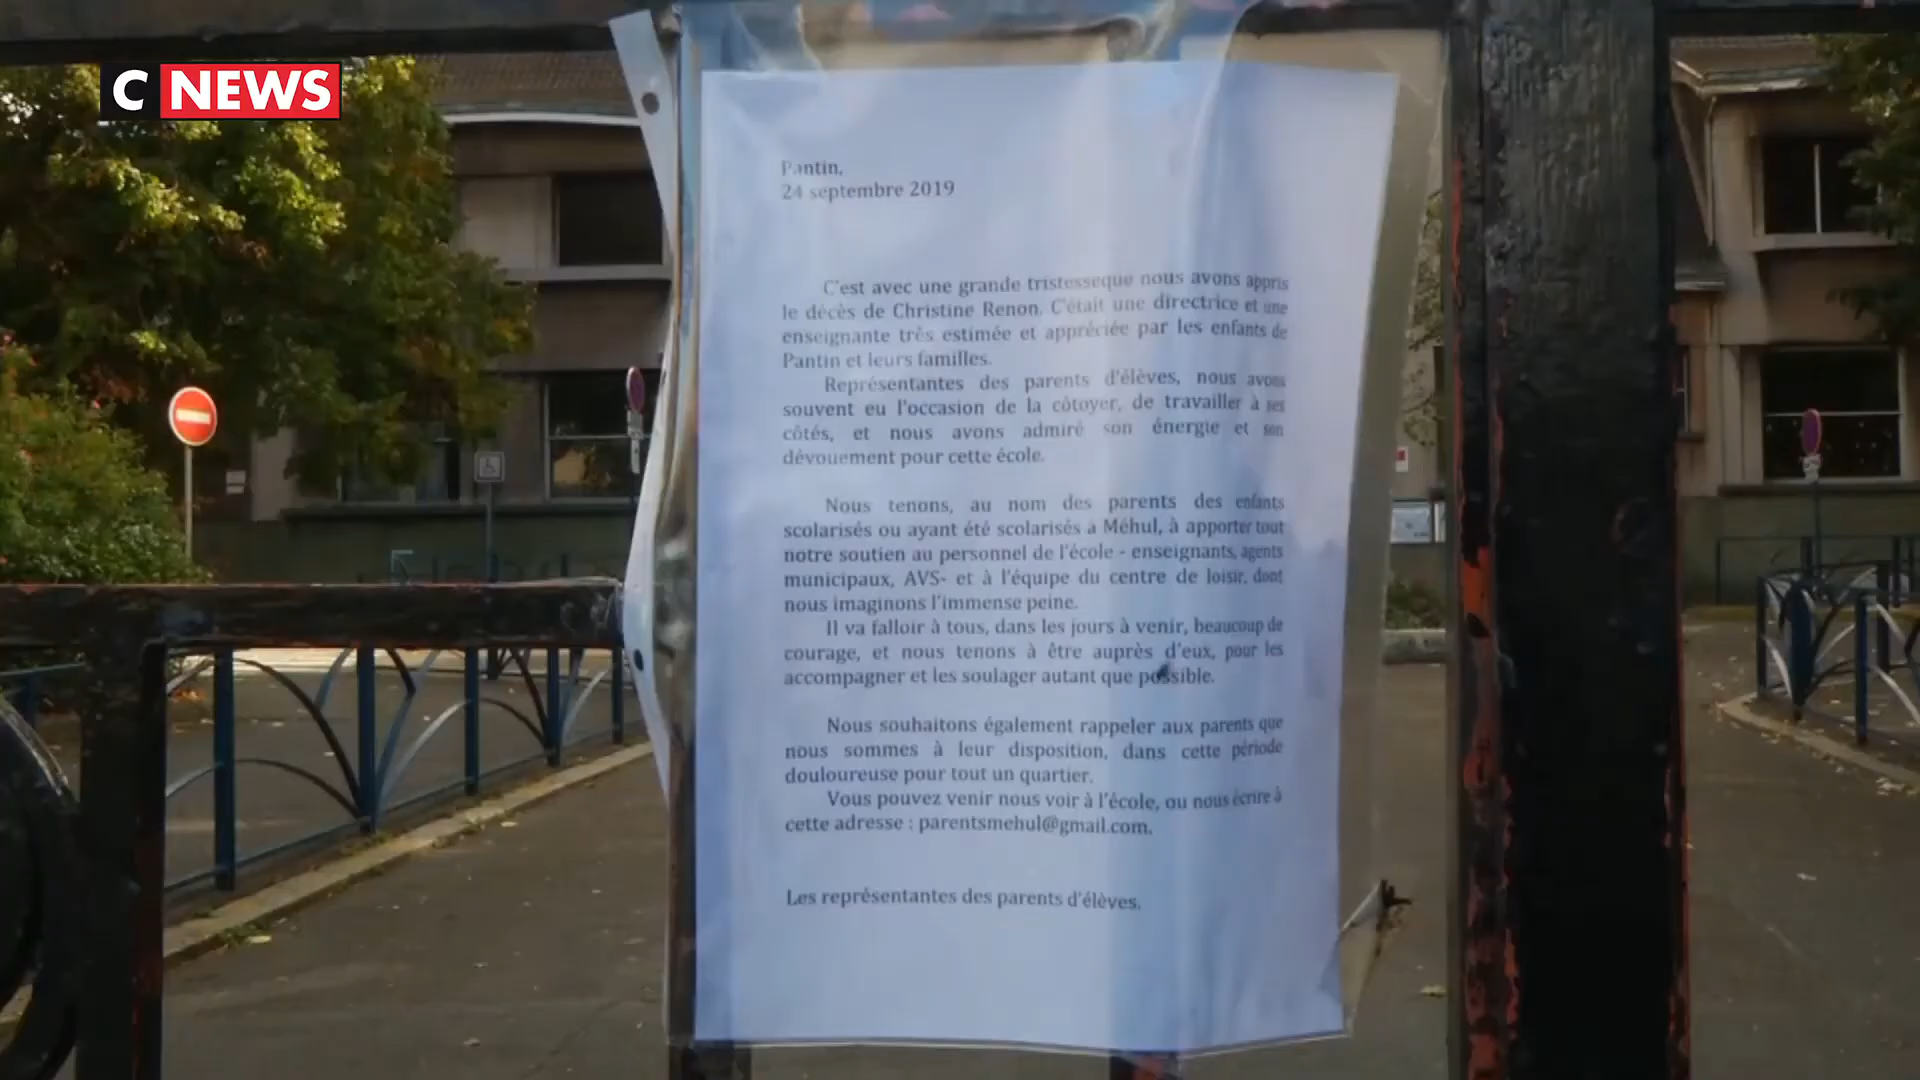 CNEWS
Pantin,
24 septembre 2019
C'est avec une grande tristesseque nous avons appris
le décès de Christine Renon. C'était une directrice et une
enseignante très estimée et appréciée par les enfants de
Pantin et leurs familles.
Représentantes des parents d'élèves, nous avons
souvent eu l'occasion de la côtoyer, de travailler à ses
côtés, et nous avons admiré son énergie et son
dévouement pour cette école.
Nous tenons, au nom des parents des enfants
scolarisés ou ayant été scolarisés à Méhul, à apporter tout
notre soutien au personnel de l'école - enseignants, agents
municipaux, AVS- et à l'équipe du centre de loisir, dont
nous imaginons l'immense peine.
Il va falloir à tous, dans les jours à venir, beaucoup de
courage, et nous tenons à être auprès d'eux, pour les
accompagner et les soulager autant que possible.
Nous souhaitons également rappeler aux parents que
nous sommes à leur disposition, dans cette période
douloureuse pour tout un quartier.
Vous pouvez venir nous voir à l'école, ou nous écrire à
cette adresse : parentsmehul@gmail.com.
Les représentantes des parents d'élèves.